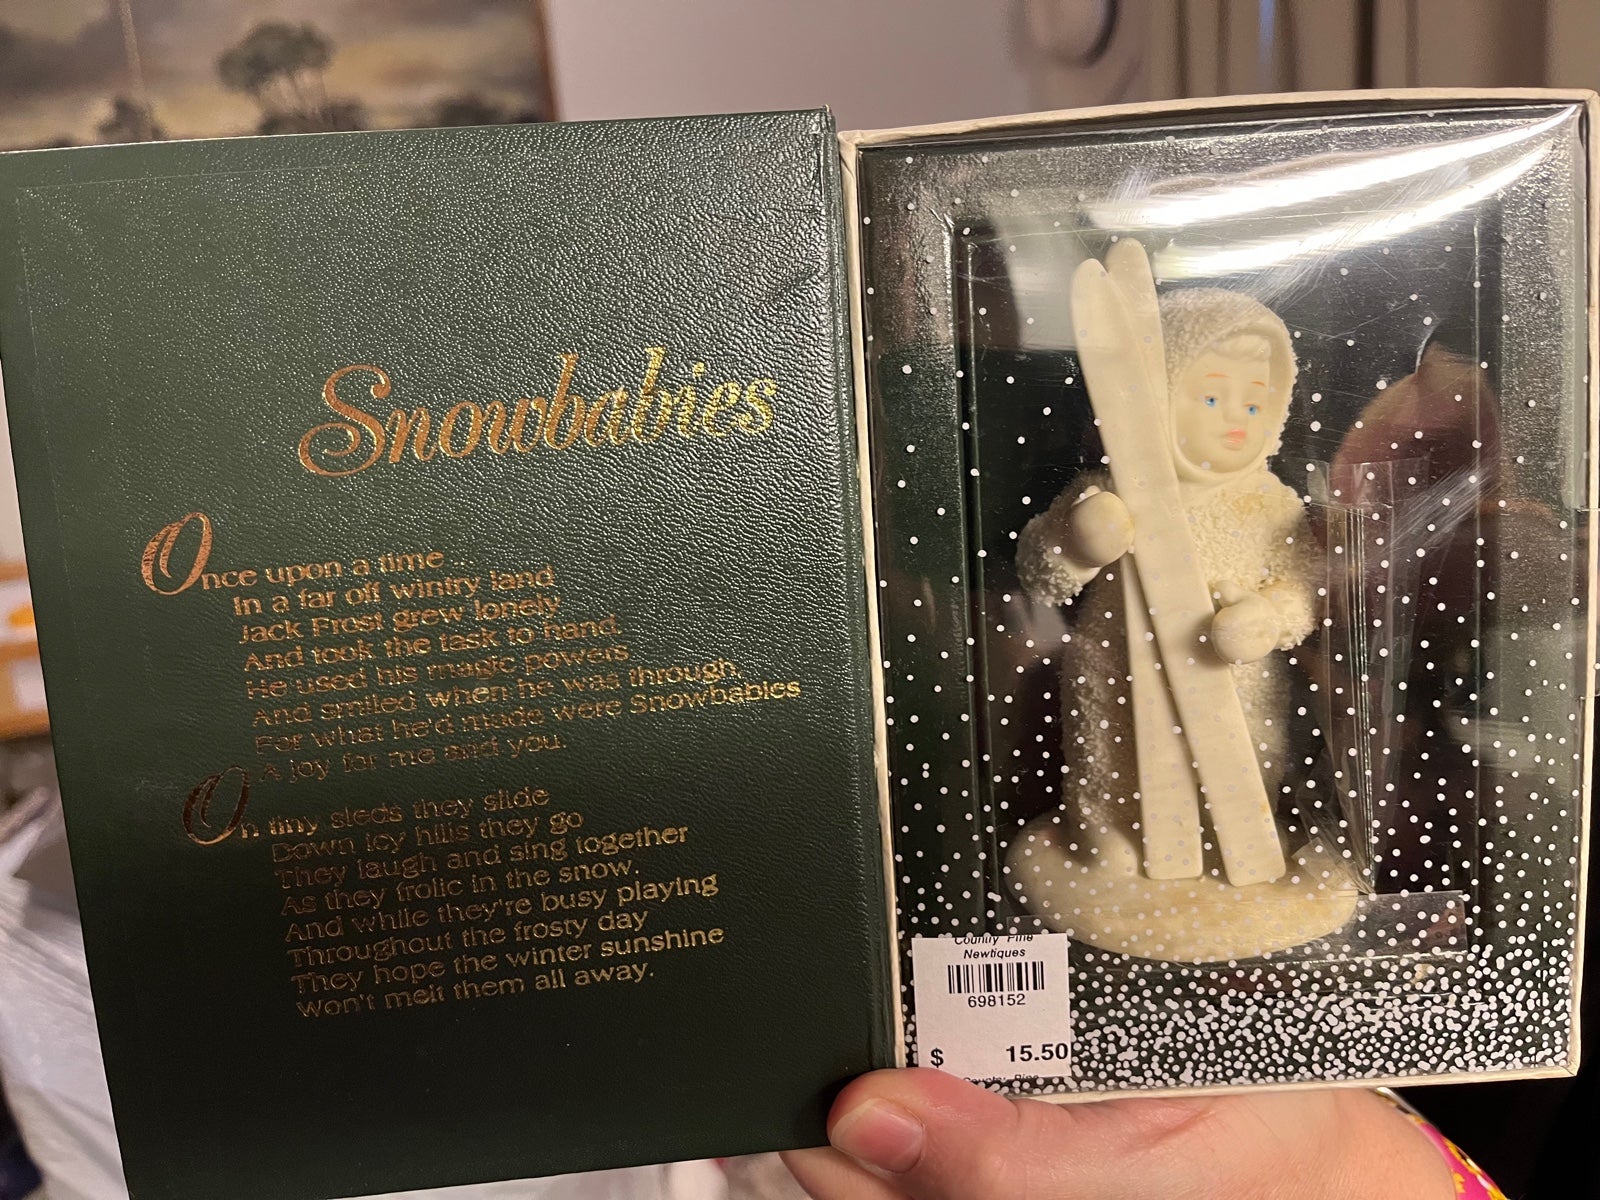 Snowbabies
Once upon a time ...
In a far off wintry land
Jack Frost grew lonely
And took the task to hand.
He used his magic powers
And smiled when he was through,
For what he'd made were Snowbabies
A joy for me and you.
On tiny sleds they slide
Down icy hills they go
They laugh and sing together
As they frolic in the snow.
And while they're busy playing
Throughout the frosty day
They hope the winter sunshine
Won't melt them all away.
Country Pine
Newtiques
698152
$ 15.50
Country Pine